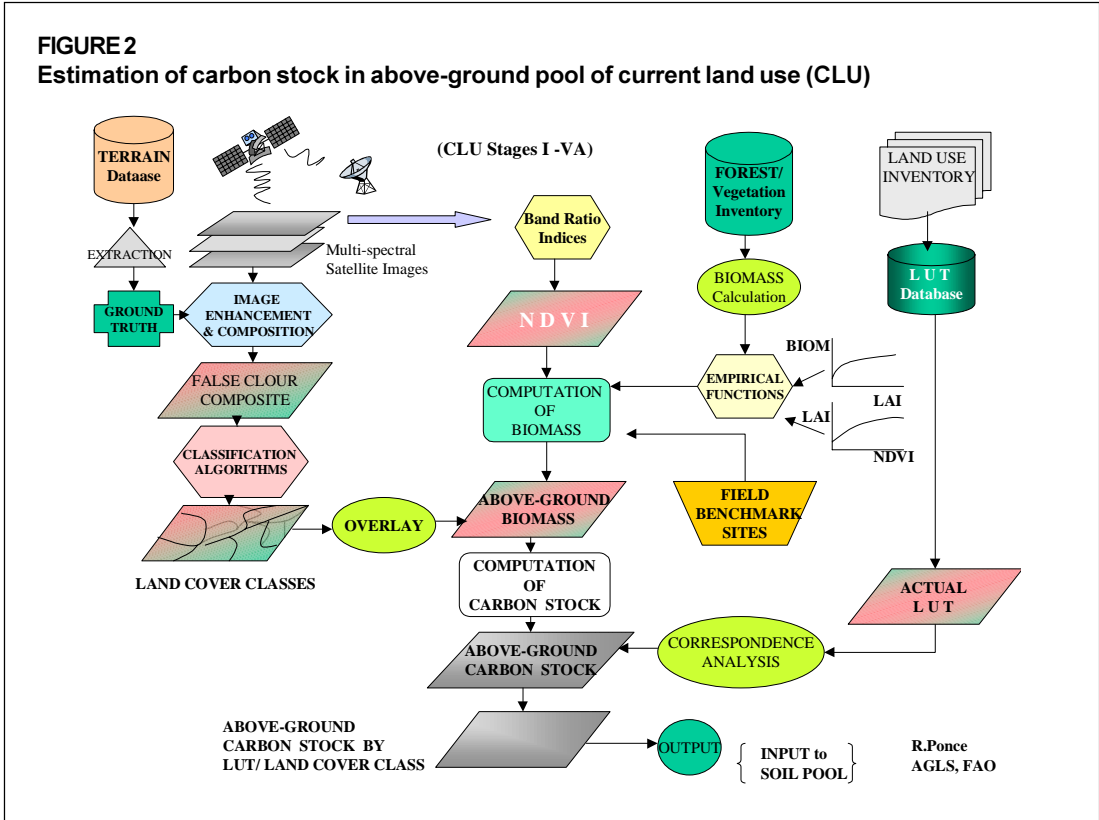 FIGURE 2
Estimation of carbon stock in above-ground pool of current land use (CLU)
(CLU Stages I -VA)
TERRAIN
Dataase
EXTRACTION
GROUND
TRUTH
Multi-spectral
Satellite Images
IMAGE
ENHANCEMENT
& COMPOSITION
FALSE CLOUR
COMPOSITE
CLASSIFICATION
ALGORITHMS
LAND COVER CLASSES
OVERLAY
Band Ratio
Indices
N D V I
COMPUTATION
OF
BIOMASS
ABOVE-GROUND
BIOMASS
COMPUTATION
OF
CARBON STOCK
ABOVE-GROUND
CARBON STOCK
FOREST/
Vegetation
Inventory
BIOMASS
Calculation
EMPIRICAL
FUNCTIONS
BIOM
LAI
LAI
NDVI
FIELD
BENCHMARK
SITES
LAND USE
INVENTORY
L U T
Database
ACTUAL
L U T
CORRESPONDENCE
ANALYSIS
ABOVE-GROUND
CARBON STOCK BY
LUT/ LAND COVER CLASS
OUTPUT
INPUT to
SOIL POOL
R.Ponce
AGLS, FAO